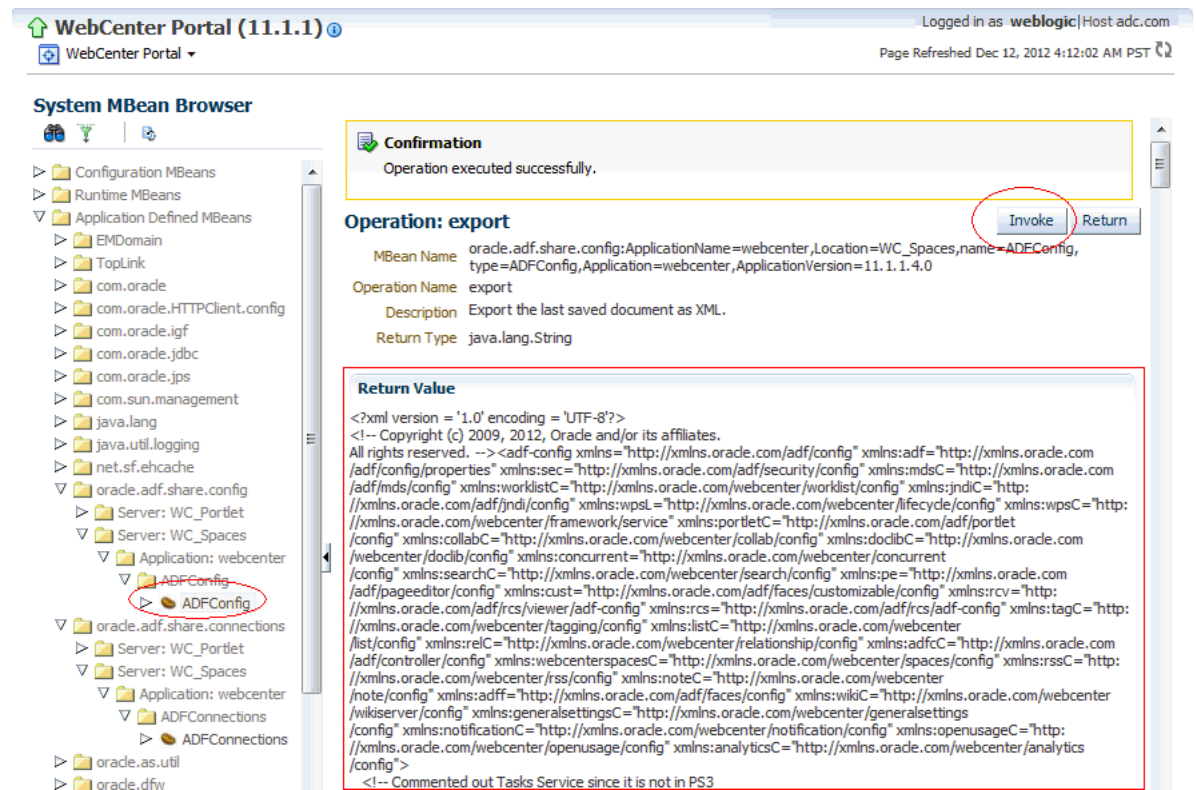 WebCenter Portal (11.1.1)
Logged in as weblogic|Host adc.com
WebCenter Portal
Page Refreshed Dec 12, 2012 4:12:02 AM PST
System MBean Browser
Configuration MBeans
Runtime MBeans
Application Defined MBeans
EMDomain
TopLink
com.oracle
com.oracle.HTTPClient.config
com.oracle.igf
com.oracle.jdbc
com.oracle.jps
com.sun.management
java.lang
java.util.logging
net.sf.ehcache
oracle.adf.share.config
Server: WC_Portlet
Server: WC_Spaces
Application: webcenter
ADFConfig
ADFConfig
oracle.adf.share.connections
Server: WC_Portlet
Server: WC_Spaces
Application: webcenter
ADFConnections
ADFConnections
oracle.as.util
oracle.dfw
Confirmation
Operation executed successfully.
Operation: export
Invoke
Return
MBean Name oracle.adf.share.config:ApplicationName=webcenter,Location=WC_Spaces,name=ADFConfig,
type=ADFConfig,Application=webcenter,ApplicationVersion=11.1.1.4.0
Operation Name export
Description Export the last saved document as XML.
Return Type java.lang.String
Return Value
<?xml version = '1.0' encoding = 'UTF-8'?>
<!-- Copyright (c) 2009, 2012, Oracle and/or its affiliates.
All rights reserved. --><adf-config xmlns="http://xmlns.oracle.com/adf/config" xmlns:adf="http://xmlns.oracle.com
/adf/config/properties" xmlns:sec="http://xmlns.oracle.com/adf/security/config" xmlns:mdsC="http://xmlns.oracle.com
/adf/mds/config" xmlns:worklistC="http://xmlns.oracle.com/webcenter/worklist/config" xmlns:jndiC="http:
//xmlns.oracle.com/adf/jndi/config" xmlns:wpsL="http://xmlns.oracle.com/webcenter/lifecycle/config" xmlns:wpsC="http:
//xmlns.oracle.com/webcenter/framework/service" xmlns:portletC="http://xmlns.oracle.com/adf/portlet
/config" xmlns:collabC="http://xmlns.oracle.com/webcenter/collab/config" xmlns:doclibC="http://xmlns.oracle.com
/webcenter/doclib/config" xmlns:concurrent="http://xmlns.oracle.com/webcenter/concurrent
/config" xmlns:searchC="http://xmlns.oracle.com/webcenter/search/config" xmlns:pe="http://xmlns.oracle.com
/adf/pageeditor/config" xmlns:cust="http://xmlns.oracle.com/adf/faces/customizable/config" xmlns:rcv="http:
//xmlns.oracle.com/adf/rcs/viewer/adf-config" xmlns:rcs="http://xmlns.oracle.com/adf/rcs/adf-config" xmlns:tagC="http:
//xmlns.oracle.com/webcenter/tagging/config" xmlns:listC="http://xmlns.oracle.com/webcenter
/list/config" xmlns:relC="http://xmlns.oracle.com/webcenter/relationship/config" xmlns:adfcC="http://xmlns.oracle.com
/adf/controller/config" xmlns:webcenterspacesC="http://xmlns.oracle.com/webcenter/spaces/config" xmlns:rssC="http:
//xmlns.oracle.com/webcenter/rss/config" xmlns:noteC="http://xmlns.oracle.com/webcenter
/note/config" xmlns:adff="http://xmlns.oracle.com/adf/faces/config" xmlns:wikiC="http://xmlns.oracle.com/webcenter
/wikiserver/config" xmlns:generalsettingsC="http://xmlns.oracle.com/webcenter/generalsettings
/config" xmlns:notificationC="http://xmlns.oracle.com/webcenter/notification/config" xmlns:openusageC="http:
//xmlns.oracle.com/webcenter/openusage/config" xmlns:analyticsC="http://xmlns.oracle.com/webcenter/analytics
/config">
<!-- Commented out Tasks Service since it is not in PS3